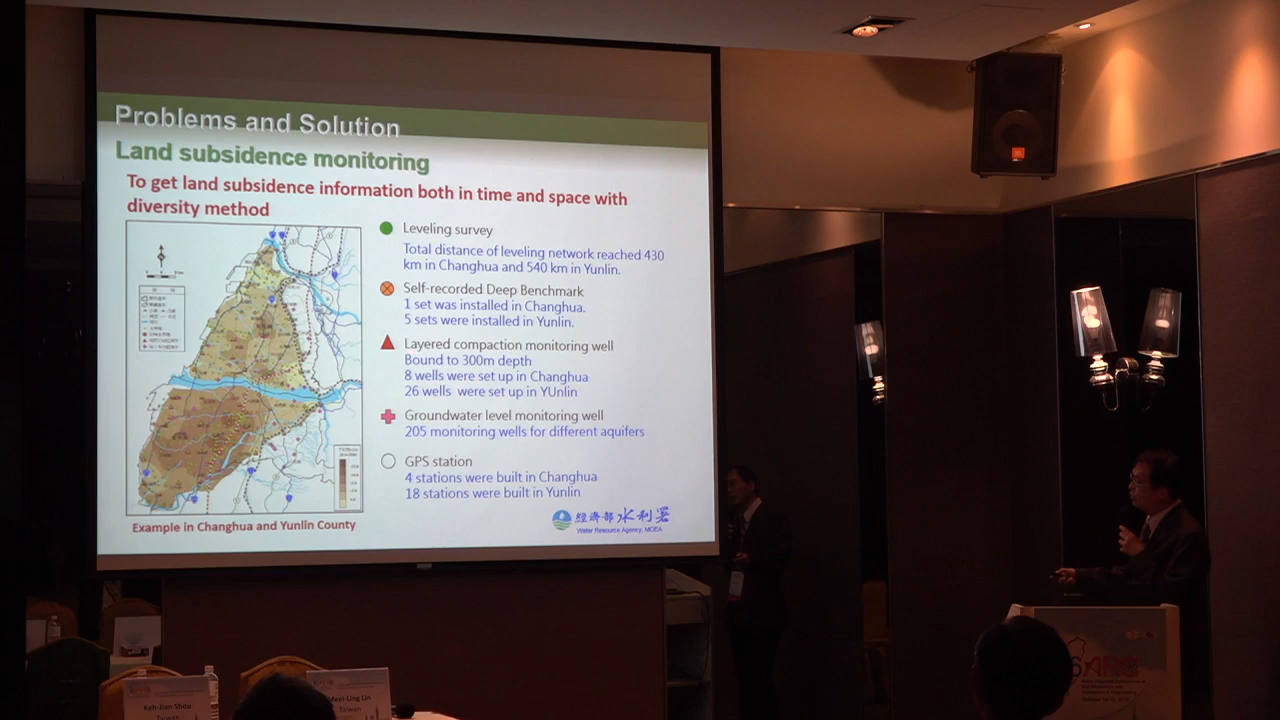 Problems and Solution
Land subsidence monitoring
To get land subsidence information both in time and space with
diversity method
Leveling survey
Total distance of leveling network reached 430
km in Changhua and 540 km in Yunlin.
Self-recorded Deep Benchmark
1 set was installed in Changhua.
5 sets were installed in Yunlin.
Layered compaction monitoring well
Bound to 300m depth
8 wells were set up in Changhua
26 wells were set up in YUnlin
Groundwater level monitoring well
205 monitoring wells for different aquifers
GPS station
4 stations were built in Changhua
18 stations were built in Yunlin
Example in Changhua and Yunlin County
經濟部水利署
Water Resource Agency, MOEA
Keh-Jian Shou
Taiwan
Meei-Ling Lin
Taiwan